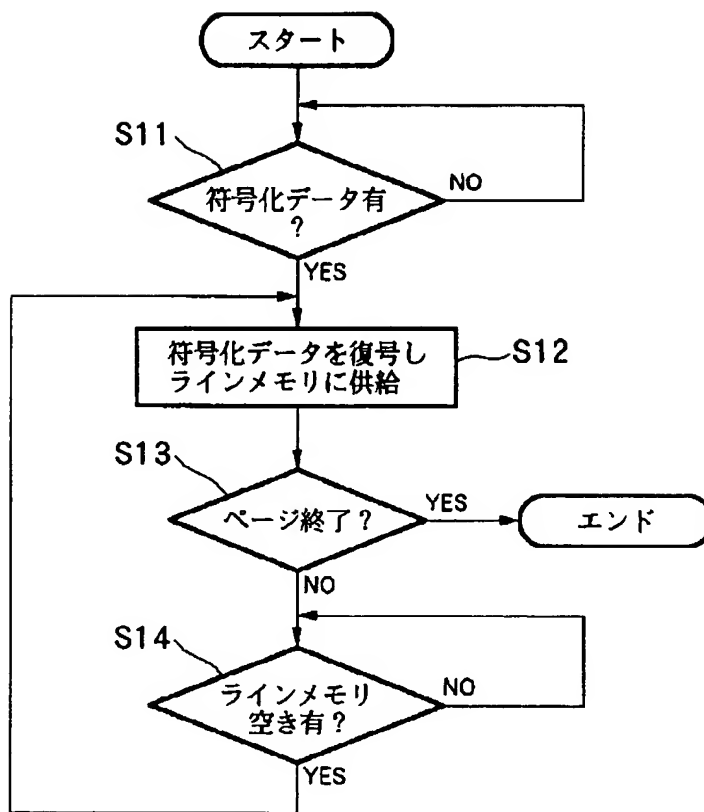 スタート
S11
符号化データ有
?
NO
YES
符号化データを復号し
ラインメモリに供給
S12
S13
ページ終了?
YES
エンド
NO
S14
ラインメモリ
空き有?
NO
YES